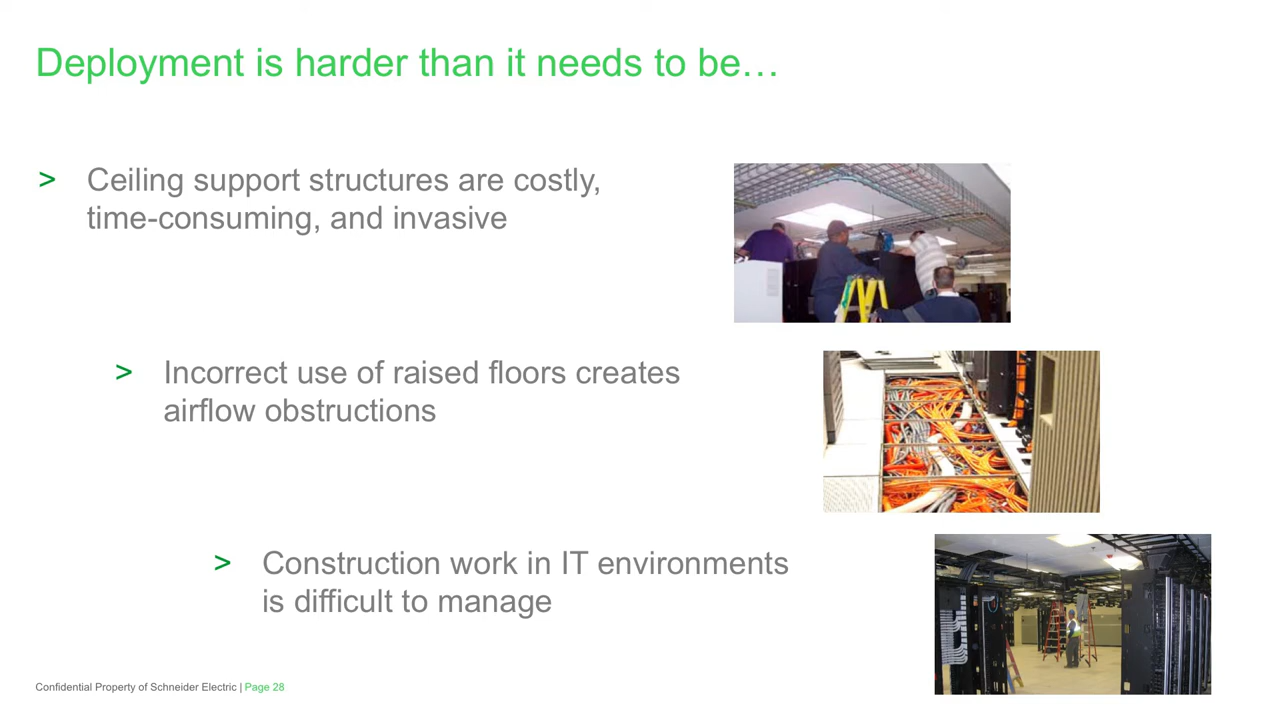 Deployment is harder than it needs to be…
> Ceiling support structures are costly,
time-consuming, and invasive
> Incorrect use of raised floors creates
airflow obstructions
> Construction work in IT environments
is difficult to manage
Confidential Property of Schneider Electric | Page 28